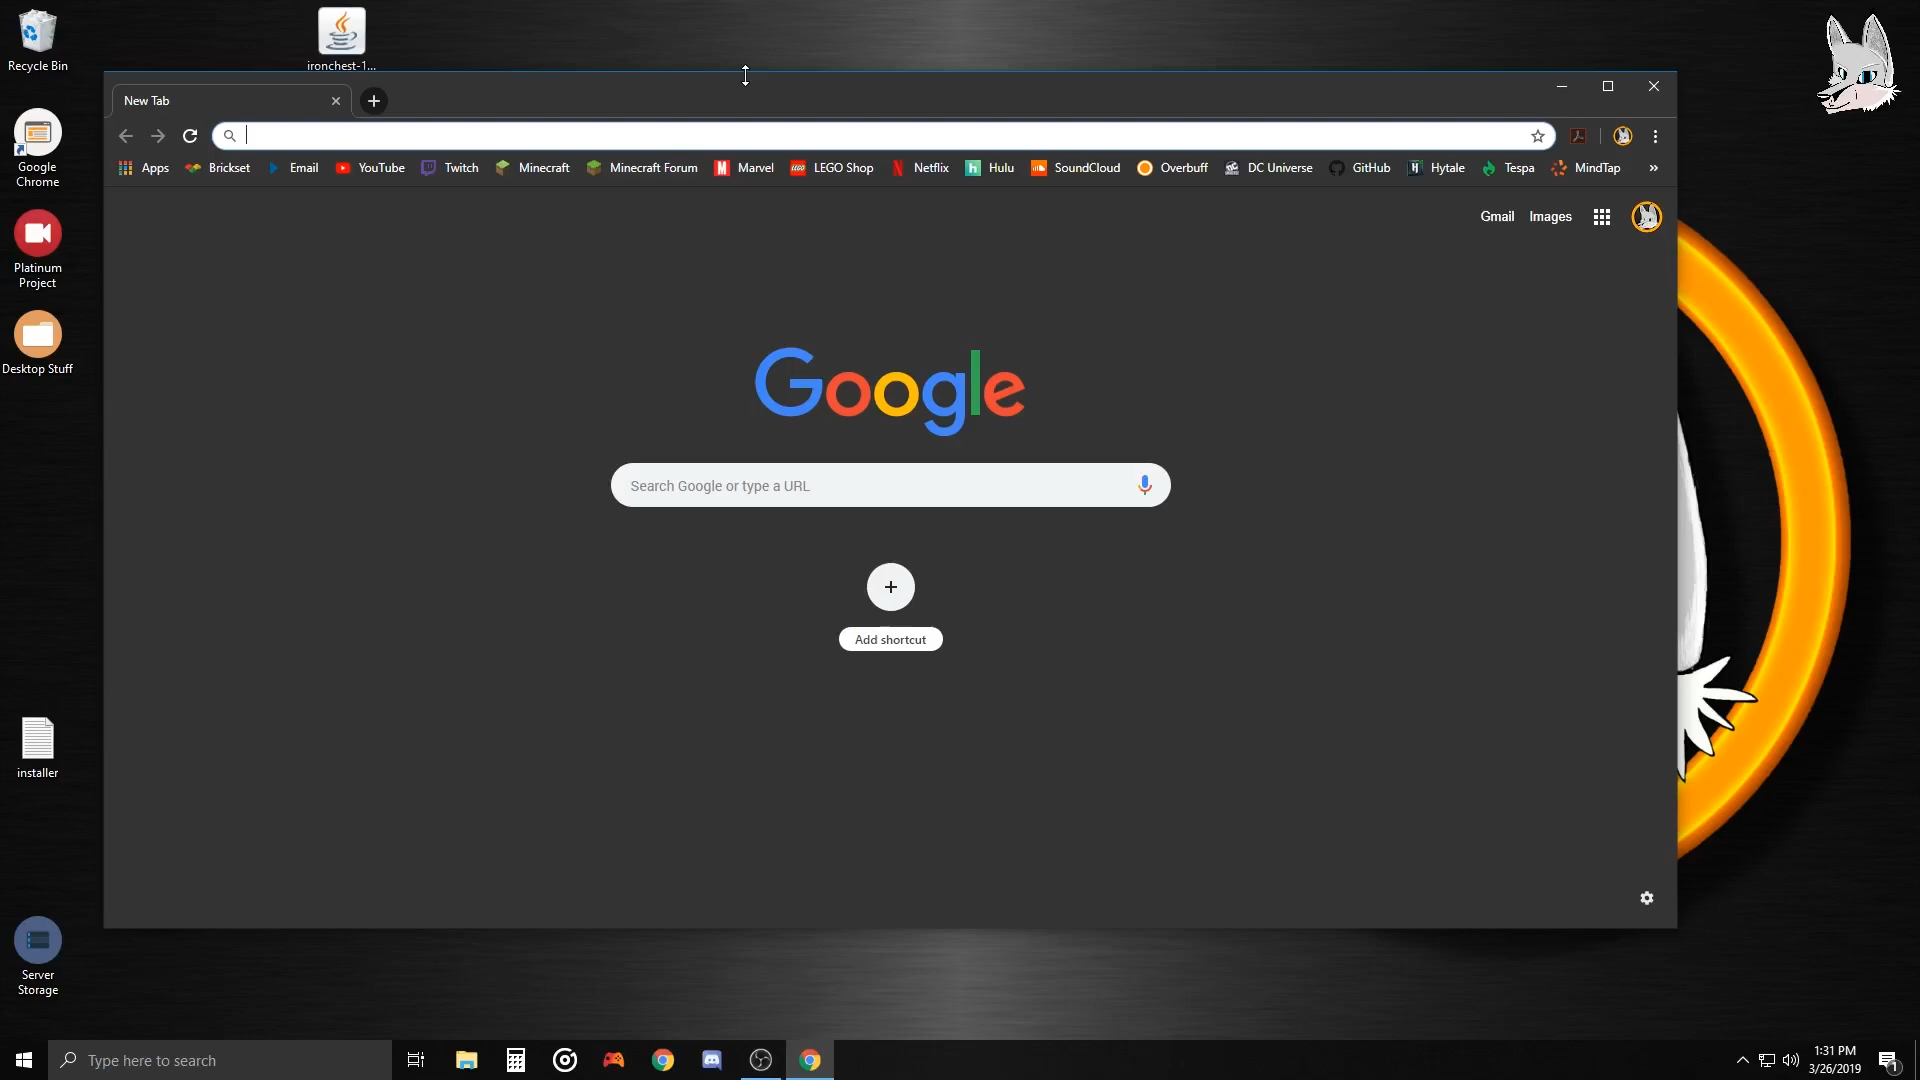 Recycle Bin
ironchest-1...
New Tab
Apps Brickset Email YouTube Twitch Minecraft Minecraft Forum Marvel LEGO Shop Netflix Hulu SoundCloud Overbuff DC Universe GitHub Hytale Tespa MindTap »
Google
Chrome
Gmail Images
Platinum
Project
Desktop Stuff
Google
Search Google or type a URL
Add shortcut
installer
Server
Storage
Type here to search
1:31 PM
3/26/2019
1